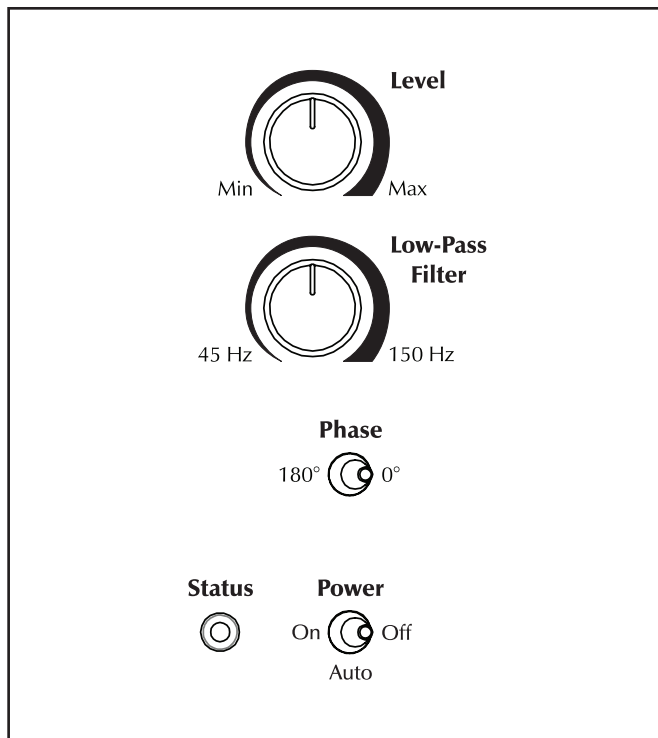 Level
Min
Max
Low-Pass
Filter
45 Hz
150 Hz
Phase
180°
0°
Status
Power
On
Off
Auto